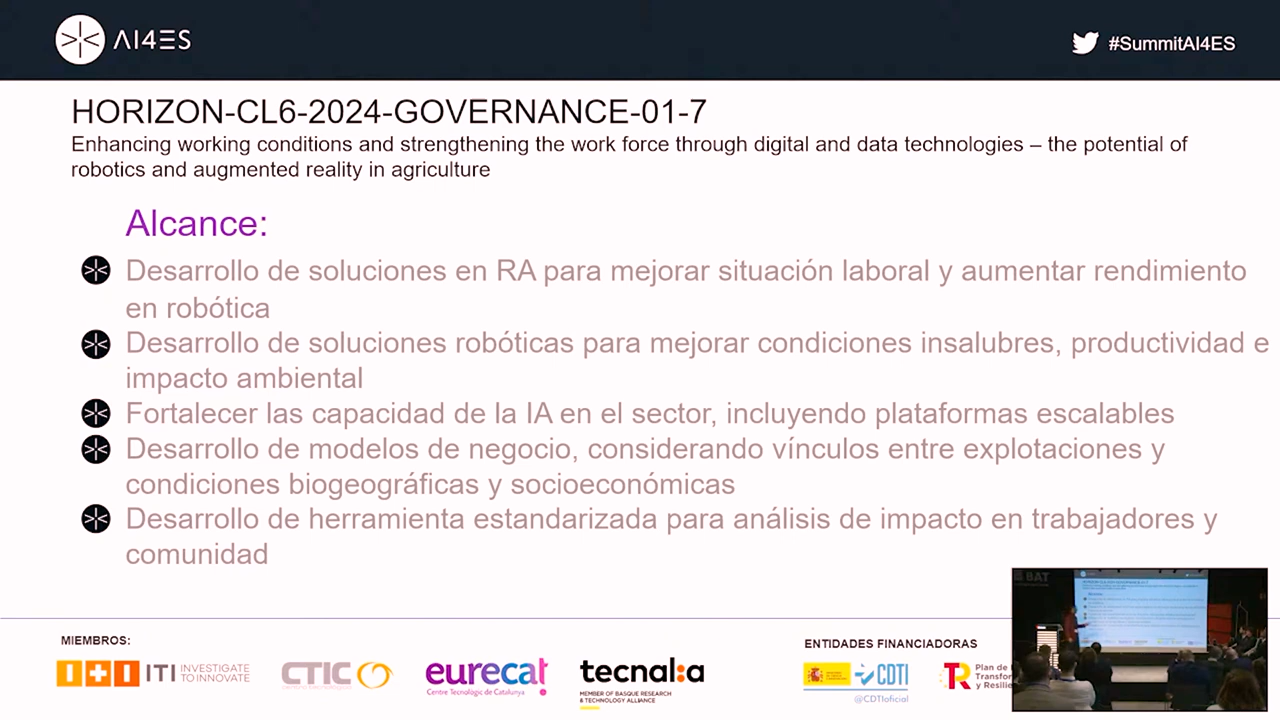 AI4ES
#SummitAI4ES
HORIZON-CL6-2024-GOVERNANCE-01-7
Enhancing working conditions and strengthening the work force through digital and data technologies – the potential of
robotics and augmented reality in agriculture
Alcance:
Desarrollo de soluciones en RA para mejorar situación laboral y aumentar rendimiento
en robótica
Desarrollo de soluciones robóticas para mejorar condiciones insalubres, productividad e
impacto ambiental
Fortalecer las capacidad de la IA en el sector, incluyendo plataformas escalables
Desarrollo de modelos de negocio, considerando vínculos entre explotaciones y
condiciones biogeográficas y socioeconómicas
Desarrollo de herramienta estandarizada para análisis de impacto en trabajadores y
comunidad
MIEMBROS:
ITI INVESTIGATE
TO INNOVATE
CTIC
eurecat
Centre Tecnològic de Catalunya
tecnalia
MEMBER OF BASQUE RESEARCH
& TECHNOLOGY ALLIANCE
ENTIDADES FINANCIADORAS
CDTI
@CDTIoficial
Plan de
Transfor
y Resilie